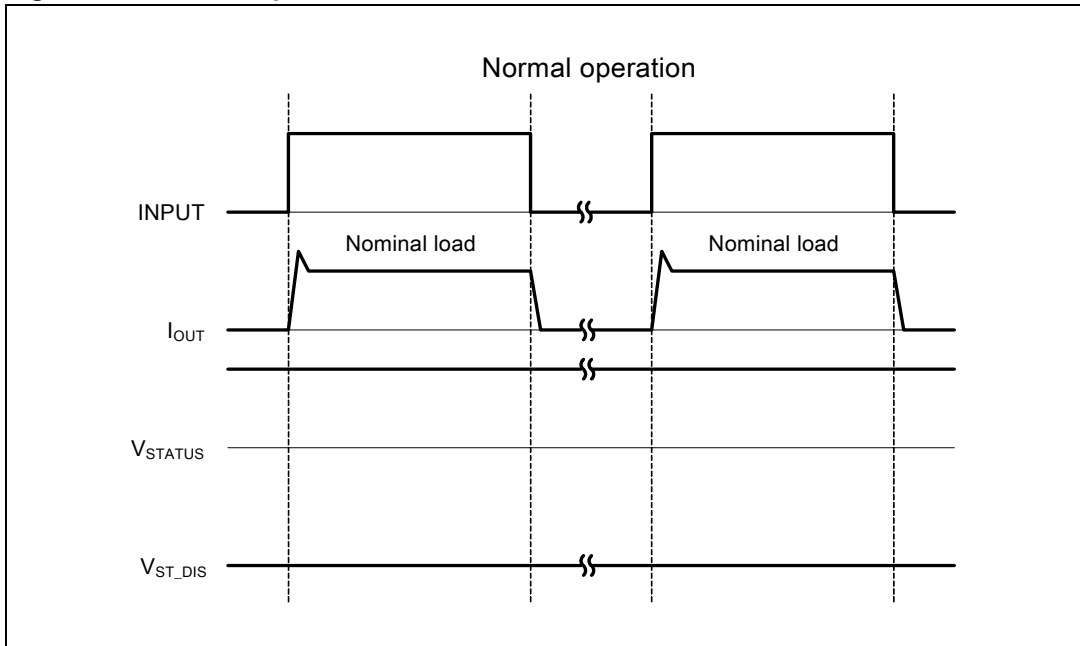 Normal operation
INPUT
Nominal load Nominal load
IOUT
VSTATUS
VST_DIS